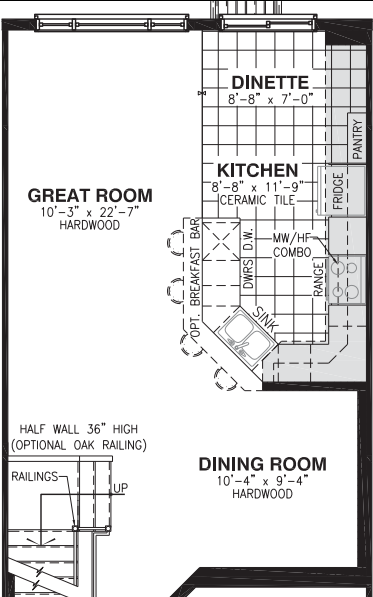 DINETTE
8'-8" x 7'-0"
PANTRY
KITCHEN
8'-8" x 11'-9"
CERAMIC TILE
FRIDGE
GREAT ROOM
10'-3" x 22'-7"
HARDWOOD
MW/HF
COMBO
OPT. BREAKFAST BAR
DWRS D.W.
RANGE
SINK
HALF WALL 36" HIGH
(OPTIONAL OAK RAILING)
RAILINGS
UP
DINING ROOM
10'-4" x 9'-4"
HARDWOOD